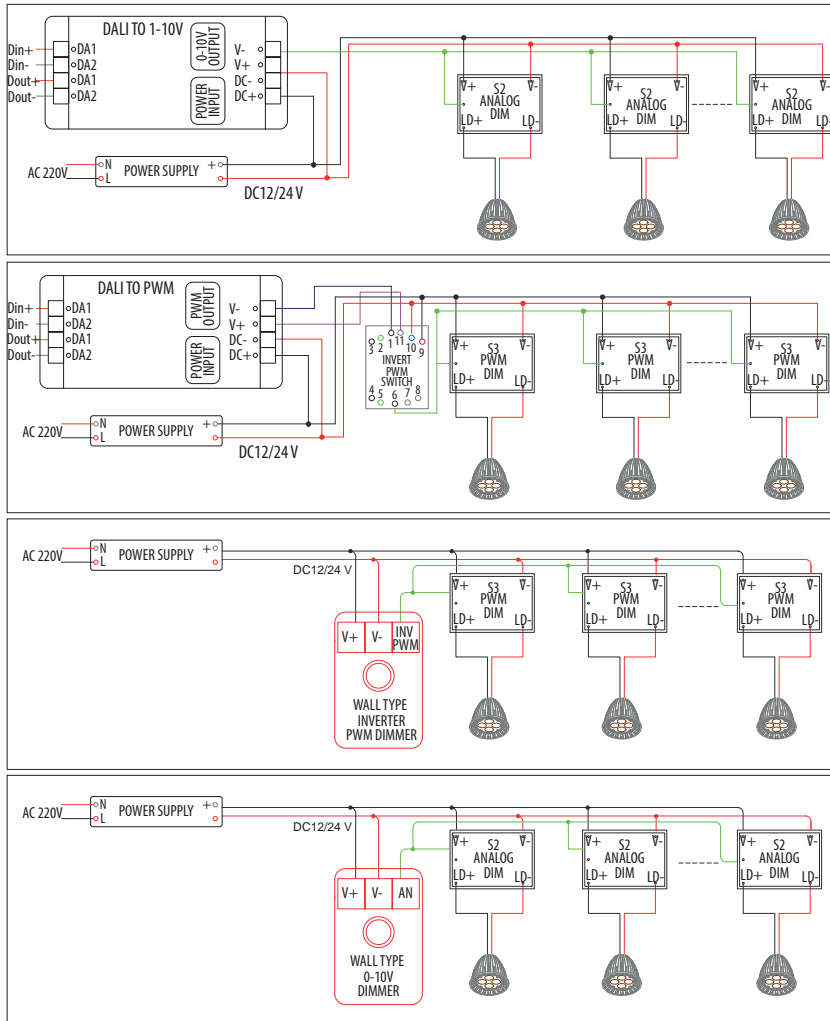 DALI TO 1-10V
Din+
DA1
Din-
DA2
Dout+
DA1
Dout-
DA2
0-10V
OUTPUT
POWER
INPUT
V-
V+
DC-
DC+
AC 220V
N
L
POWER SUPPLY
+
DC12/24 V
V+ V-
S2
ANALOG
DIM
LD+ LD-
V+ V-
S2
ANALOG
DIM
LD+ LD-
V+ V-
S2
ANALOG
DIM
LD+ LD-
DALI TO PWM
Din+
DA1
Din-
DA2
Dout+
DA1
Dout-
DA2
PWM
OUTPUT
POWER
INPUT
V-
V+
DC-
DC+
AC 220V
N
L
POWER SUPPLY
+
DC12/24 V
3 2 1 11 10 9
INVERT
PWM
SWITCH
4 5 6 7 8
V+ V-
S3
PWM
DIM
LD+ LD-
V+ V-
S3
PWM
DIM
LD+ LD-
V+ V-
S3
PWM
DIM
LD+ LD-
AC 220V
N
L
POWER SUPPLY
+
DC12/24 V
V+ V- INV
PWM
WALL TYPE
INVERTER
PWM DIMMER
V+ V-
S3
PWM
DIM
LD+ LD-
V+ V-
S3
PWM
DIM
LD+ LD-
V+ V-
S3
PWM
DIM
LD+ LD-
AC 220V
N
L
POWER SUPPLY
+
DC12/24 V
V+ V- AN
WALL TYPE
0-10V
DIMMER
V+ V-
S2
ANALOG
DIM
LD+ LD-
V+ V-
S2
ANALOG
DIM
LD+ LD-
V+ V-
S2
ANALOG
DIM
LD+ LD-